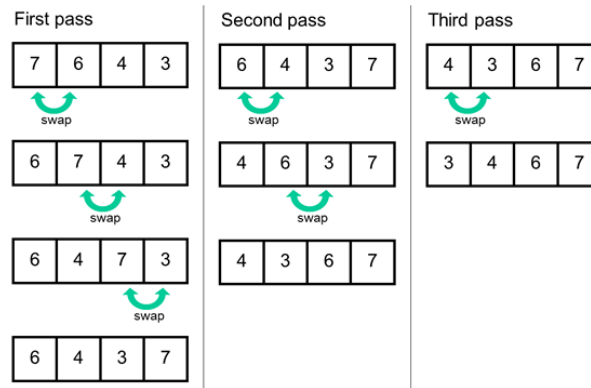 First pass
7 6 4 3
swap
6 7 4 3
swap
6 4 7 3
swap
6 4 3 7
Second pass
6 4 3 7
swap
4 6 3 7
swap
4 3 6 7
Third pass
4 3 6 7
swap
3 4 6 7